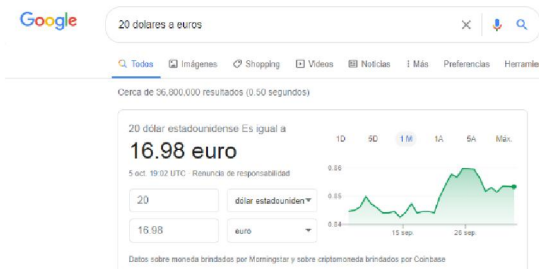 Google
20 dolares a euros
Todos Imágenes Shopping Videos Noticias Más Preferencias Herramie
Cerca de 36,800,000 resultados (0.50 segundos)
20 dólar estadounidense Es igual a
16.98 euro
5 oct. 19:02 UTC · Renuncia de responsabilidad
1D 5D 1 M 1A 5A Máx.
20 dólar estadouniden
16.98 euro
0.86
0.85
0.84
15 sep. 26 sep.
Datos sobre moneda brindados por Morningstar y sobre criptomoneda brindados por Coinbase